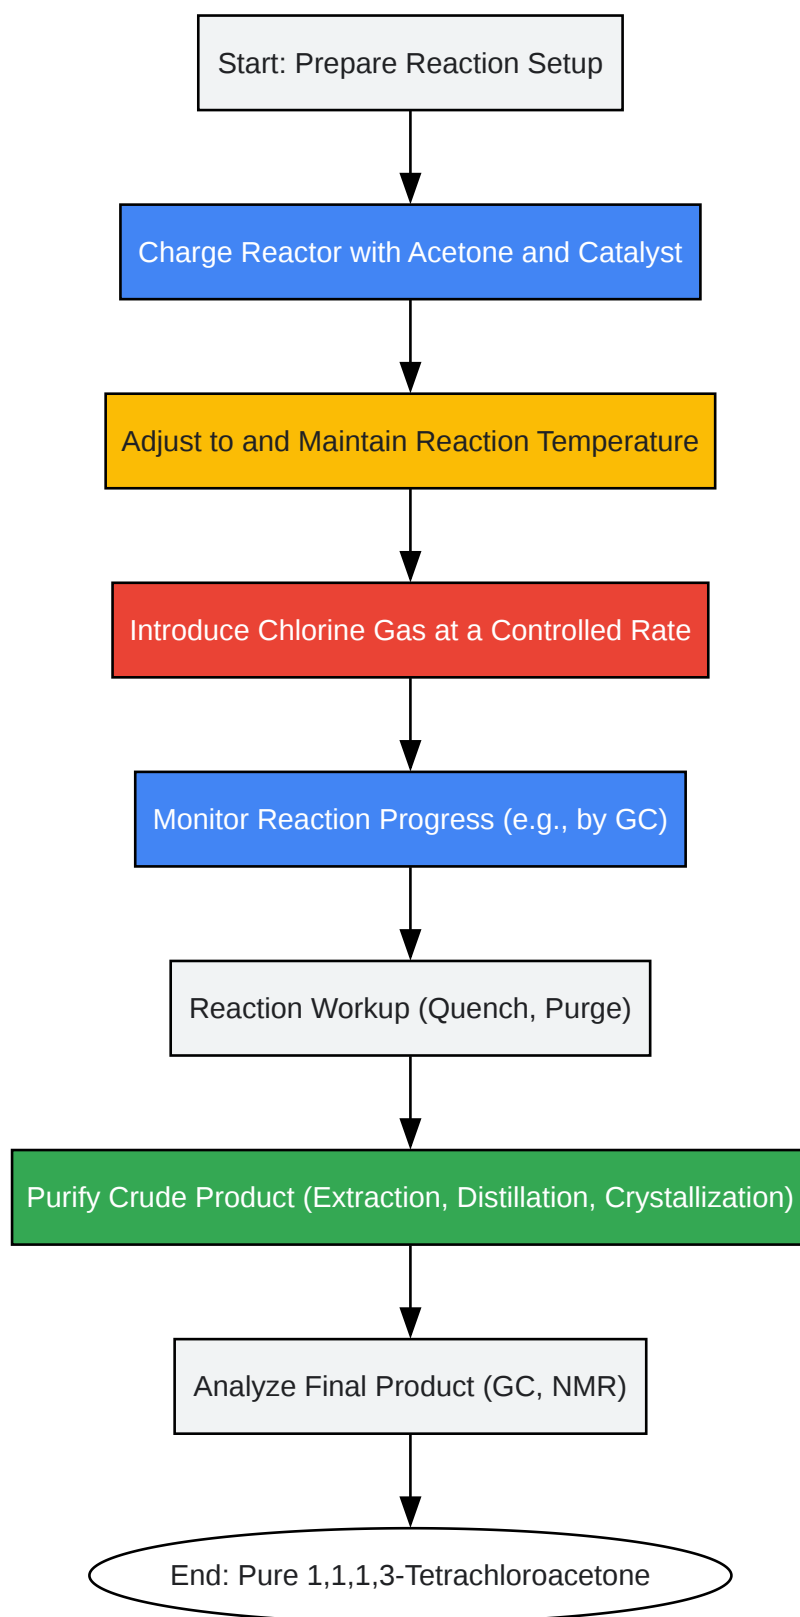 Start: Prepare Reaction Setup
Charge Reactor with Acetone and Catalyst
Adjust to and Maintain Reaction Temperature
Introduce Chlorine Gas at a Controlled Rate
Monitor Reaction Progress (e.g., by GC)
Reaction Workup (Quench, Purge)
Purify Crude Product (Extraction, Distillation, Crystallization)
Analyze Final Product (GC, NMR)
End: Pure 1,1,1,3-Tetrachloroacetone